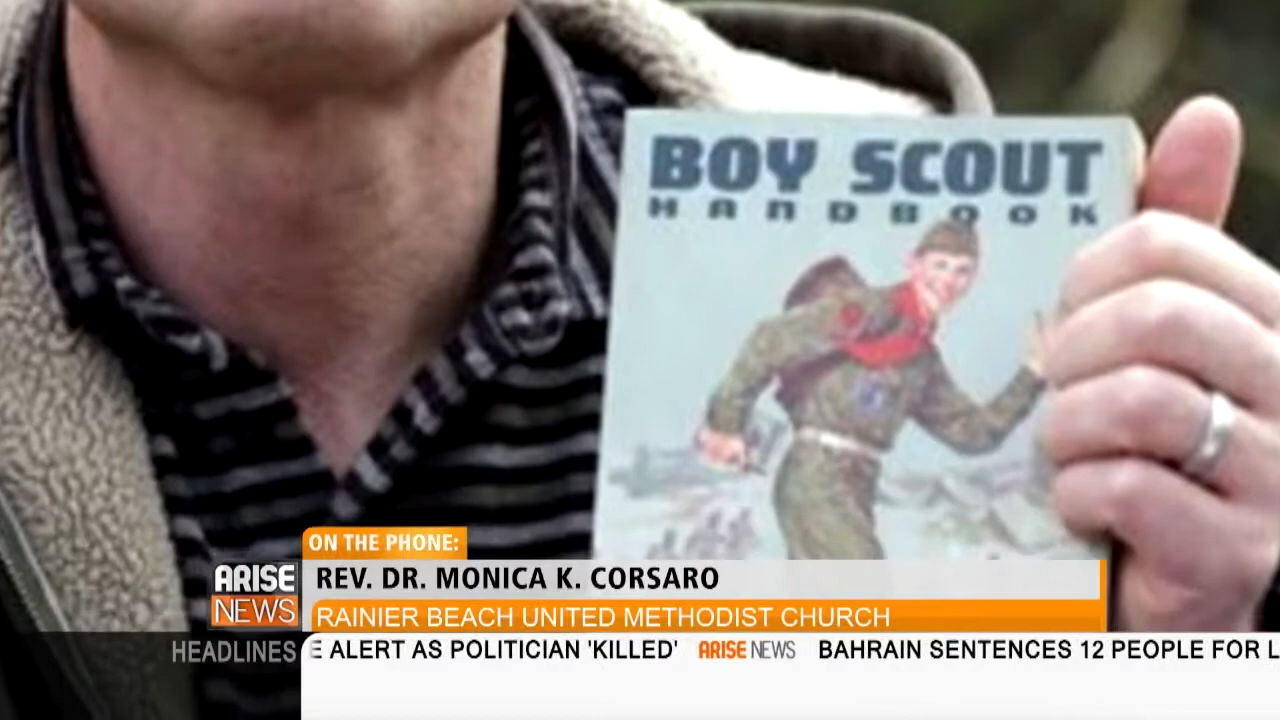 BOY SCOUT
HANDBOOK
ON THE PHONE:
ARISE
NEWS
REV. DR. MONICA K. CORSARO
RAINIER BEACH UNITED METHODIST CHURCH
HEADLINES
E ALERT AS POLITICIAN 'KILLED' ARISE NEWS BAHRAIN SENTENCES 12 PEOPLE FOR L